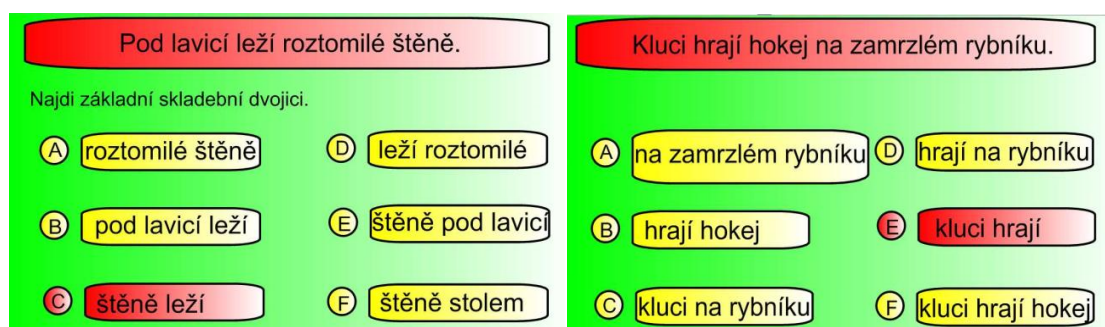 Pod lavicí leží roztomilé štěně.
Najdi základní skladební dvojici.
A roztomilé štěně
D leží roztomilé
B pod lavicí leží
E štěně pod lavicí
C štěně leží
F štěně stolem
Kluci hrají hokej na zamrzlém rybníku.
A na zamrzlém rybníku
D hrají na rybníku
B hrají hokej
E kluci hrají
C kluci na rybníku
F kluci hrají hokej